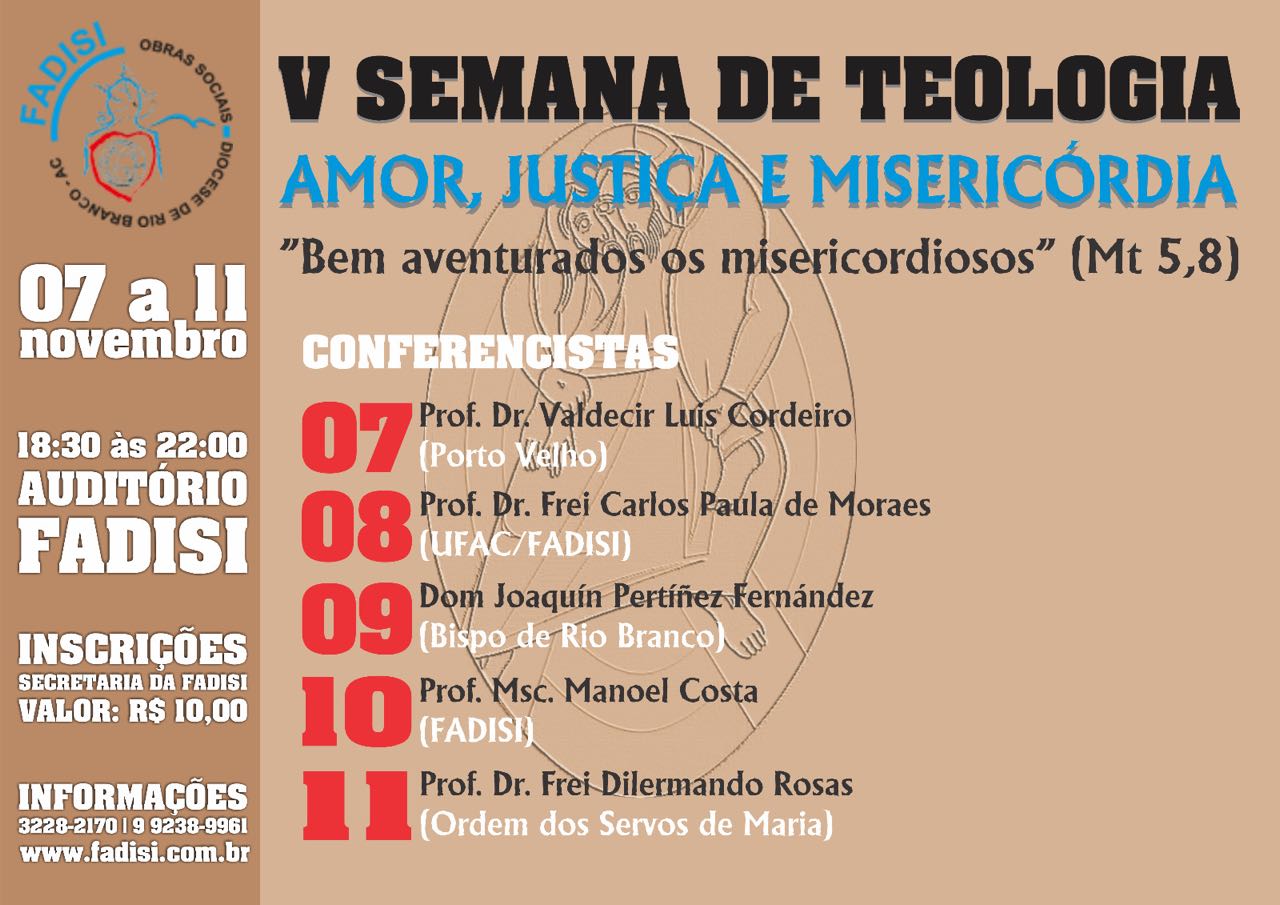 FADISI
OBRAS SOCIAIS - DIOCESE DE RIO BRANCO - AC
07 a 11
novembro
18:30 às 22:00
AUDITÓRIO
FADISI
INSCRIÇÕES
SECRETARIA DA FADISI
VALOR: R$ 10,00
INFORMAÇÕES
3228-2170 | 9 9238-9961
www.fadisi.com.br
V SEMANA DE TEOLOGIA
AMOR, JUSTIÇA E MISERICÓRDIA
"Bem aventurados os misericordiosos" (Mt 5,8)
CONFERENCISTAS
07 Prof. Dr. Valdecir Luis Cordeiro
(Porto Velho)
08 Prof. Dr. Frei Carlos Paula de Moraes
(UFAC/FADISI)
09 Dom Joaquín Pertíñez Fernández
(Bispo de Rio Branco)
10 Prof. Msc. Manoel Costa
(FADISI)
11 Prof. Dr. Frei Dilermando Rosas
(Ordem dos Servos de Maria)